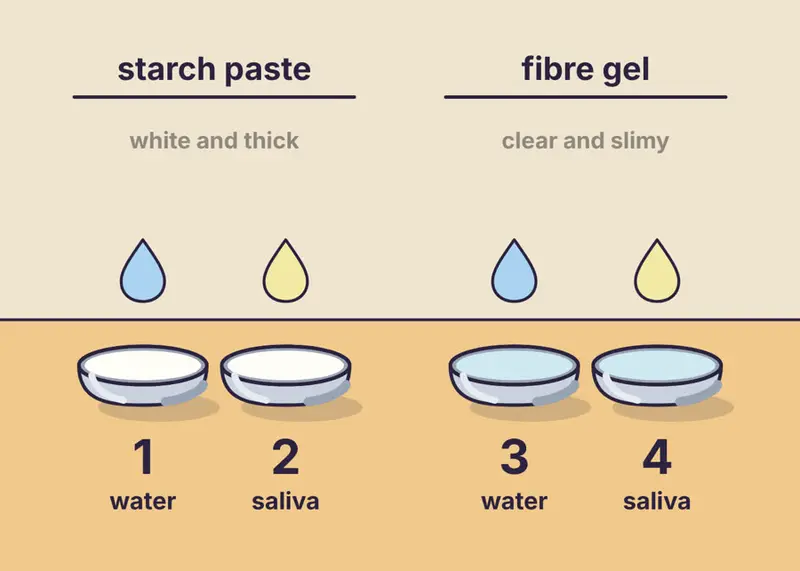 starch paste
fibre gel
white and thick
clear and slimy
1
2
3
4
water
saliva
water
saliva